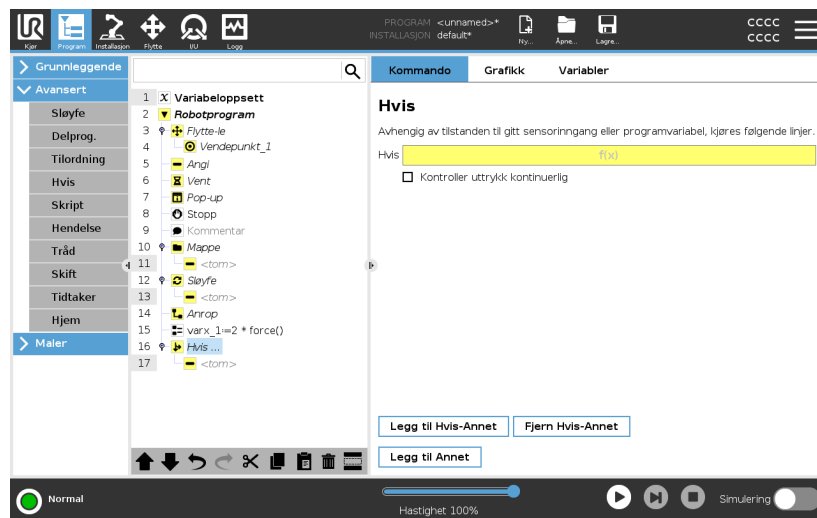 UR
Kjør
Program
Installasjon
Flytte
I/U
Logg
PROGRAM <unnamed>*
INSTALLASJON default*
Ny...
Åpne...
Lagre...
CCCC
CCCC
Grunnleggende
Avansert
Sløyfe
Delprog.
Tilordning
Hvis
Skript
Hendelse
Tråd
Skift
Tidtaker
Hjem
Maler
1 X Variabeloppsett
2 Robotprogram
3 Flytte-le
4 Vendepunkt_1
5 Angi
6 Vent
7 Pop-up
8 Stopp
9 Kommentar
10 Mappe
11 <tom>
12 Sløyfe
13 <tom>
14 Anrop
15 varx_1:=2 * force()
16 Hvis ...
17 <tom>
Kommando Grafikk Variabler
Hvis
Avhengig av tilstanden til gitt sensorinngang eller programvariabel, kjøres følgende linjer.
Hvis f(x)
Kontroller uttrykk kontinuerlig
Legg til Hvis-Annet Fjern Hvis-Annet
Legg til Annet
Normal
Hastighet 100%
Simulering